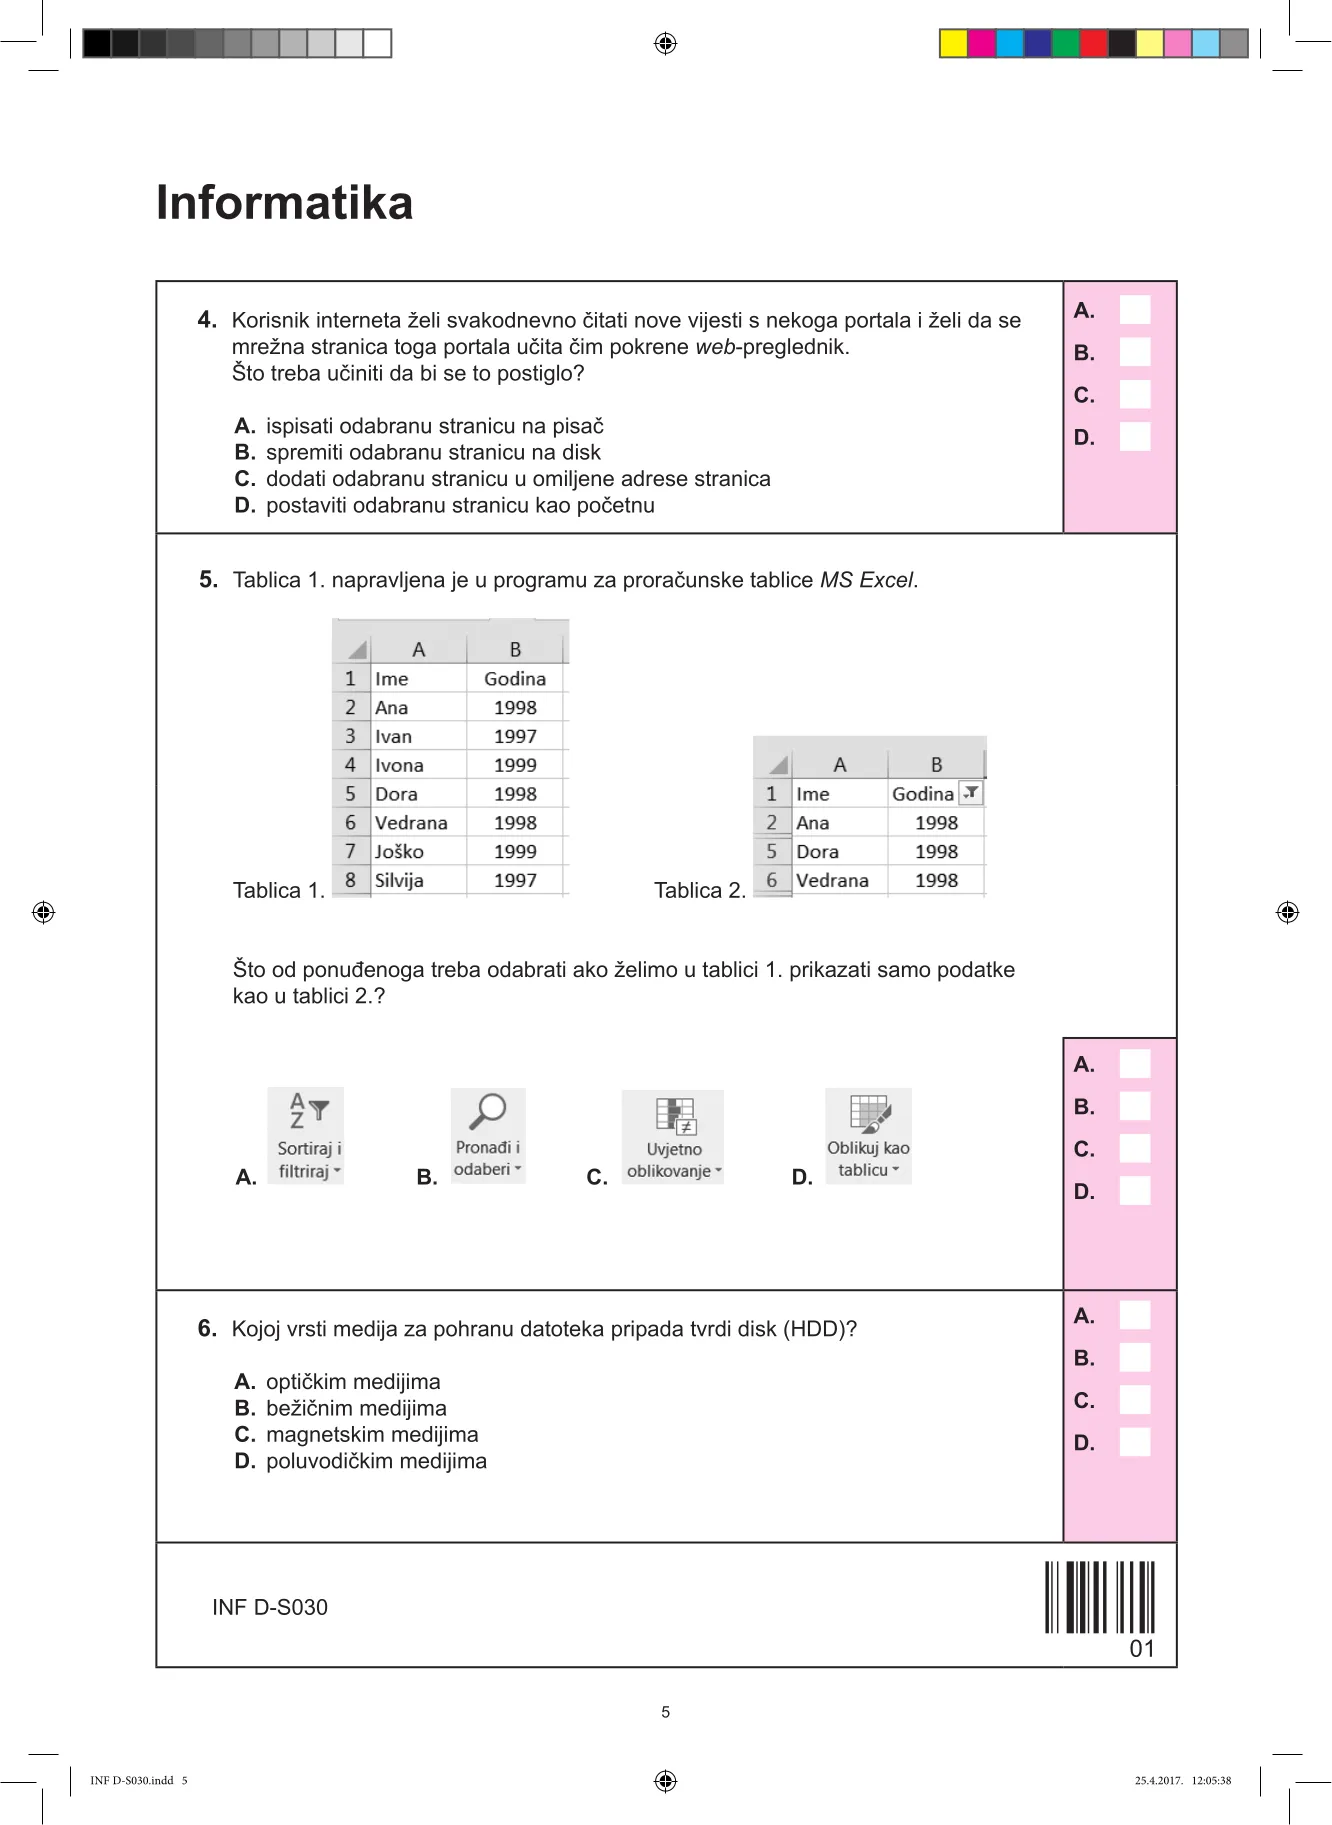 Informatika
4. Korisnik interneta želi svakodnevno čitati nove vijesti s nekoga portala i želi da se
mrežna stranica toga portala učita čim pokrene web-preglednik.
Što treba učiniti da bi se to postiglo?
A. ispisati odabranu stranicu na pisač
B. spremiti odabranu stranicu na disk
C. dodati odabranu stranicu u omiljene adrese stranica
D. postaviti odabranu stranicu kao početnu
A.
B.
C.
D.
5. Tablica 1. napravljena je u programu za proračunske tablice MS Excel.
A B
1 Ime Godina
2 Ana 1998
3 Ivan 1997
4 Ivona 1999
5 Dora 1998
6 Vedrana 1998
7 Joško 1999
8 Silvija 1997
Tablica 1.
A B
1 Ime Godina
2 Ana 1998
5 Dora 1998
6 Vedrana 1998
Tablica 2.
Što od ponuđenoga treba odabrati ako želimo u tablici 1. prikazati samo podatke
kao u tablici 2.?
A. A Z Sortiraj i
filtriraj
B. Pronađi i
odaberi
C. ≠ Uvjetno
oblikovanje
D. Oblikuj kao
tablicu
A.
B.
C.
D.
6. Kojoj vrsti medija za pohranu datoteka pripada tvrdi disk (HDD)?
A. optičkim medijima
B. bežičnim medijima
C. magnetskim medijima
D. poluvodičkim medijima
A.
B.
C.
D.
INF D-S030
01
5
INF D-S030.indd 5
25.4.2017. 12:05:38